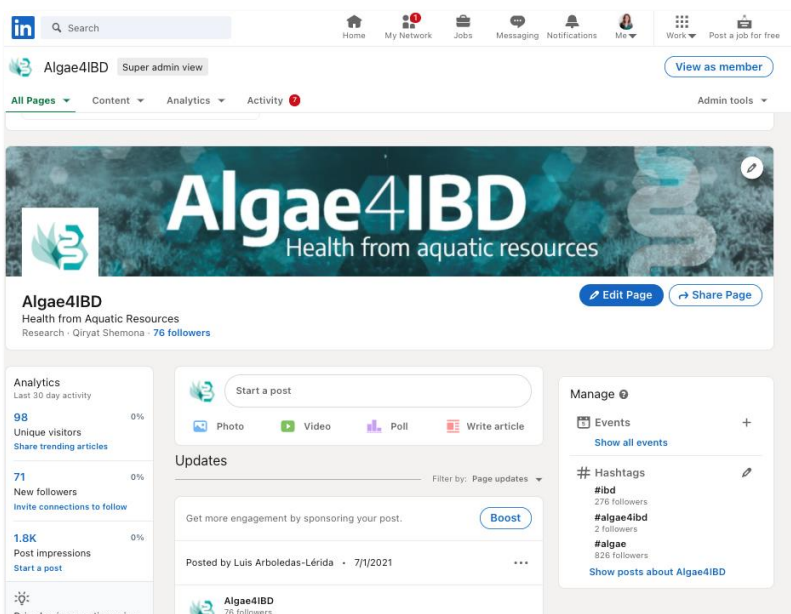 in
Search
Home
My Network
1
Jobs
Messaging
Notifications
Me
Work
Post a job for free
Algae4IBD
Super admin view
View as member
All Pages
Content
Analytics
Activity 7
Admin tools
Algae4IBD
Health from aquatic resources
Algae4IBD
Health from Aquatic Resources
Research · Qiryat Shemona · 76 followers
Edit Page
Share Page
Analytics
Last 30 day activity
98 0%
Unique visitors
Share trending articles
71 0%
New followers
Invite connections to follow
1.8K 0%
Post impressions
Start a post
Start a post
Photo
Video
Poll
Write article
Updates
Filter by: Page updates
Get more engagement by sponsoring your post.
Boost
Posted by Luis Arboledas-Lérida • 7/1/2021
Algae4IBD
76 followers
Manage
Events
Show all events
Hashtags
#ibd
276 followers
#algae4ibd
2 followers
#algae
826 followers
Show posts about Algae4IBD